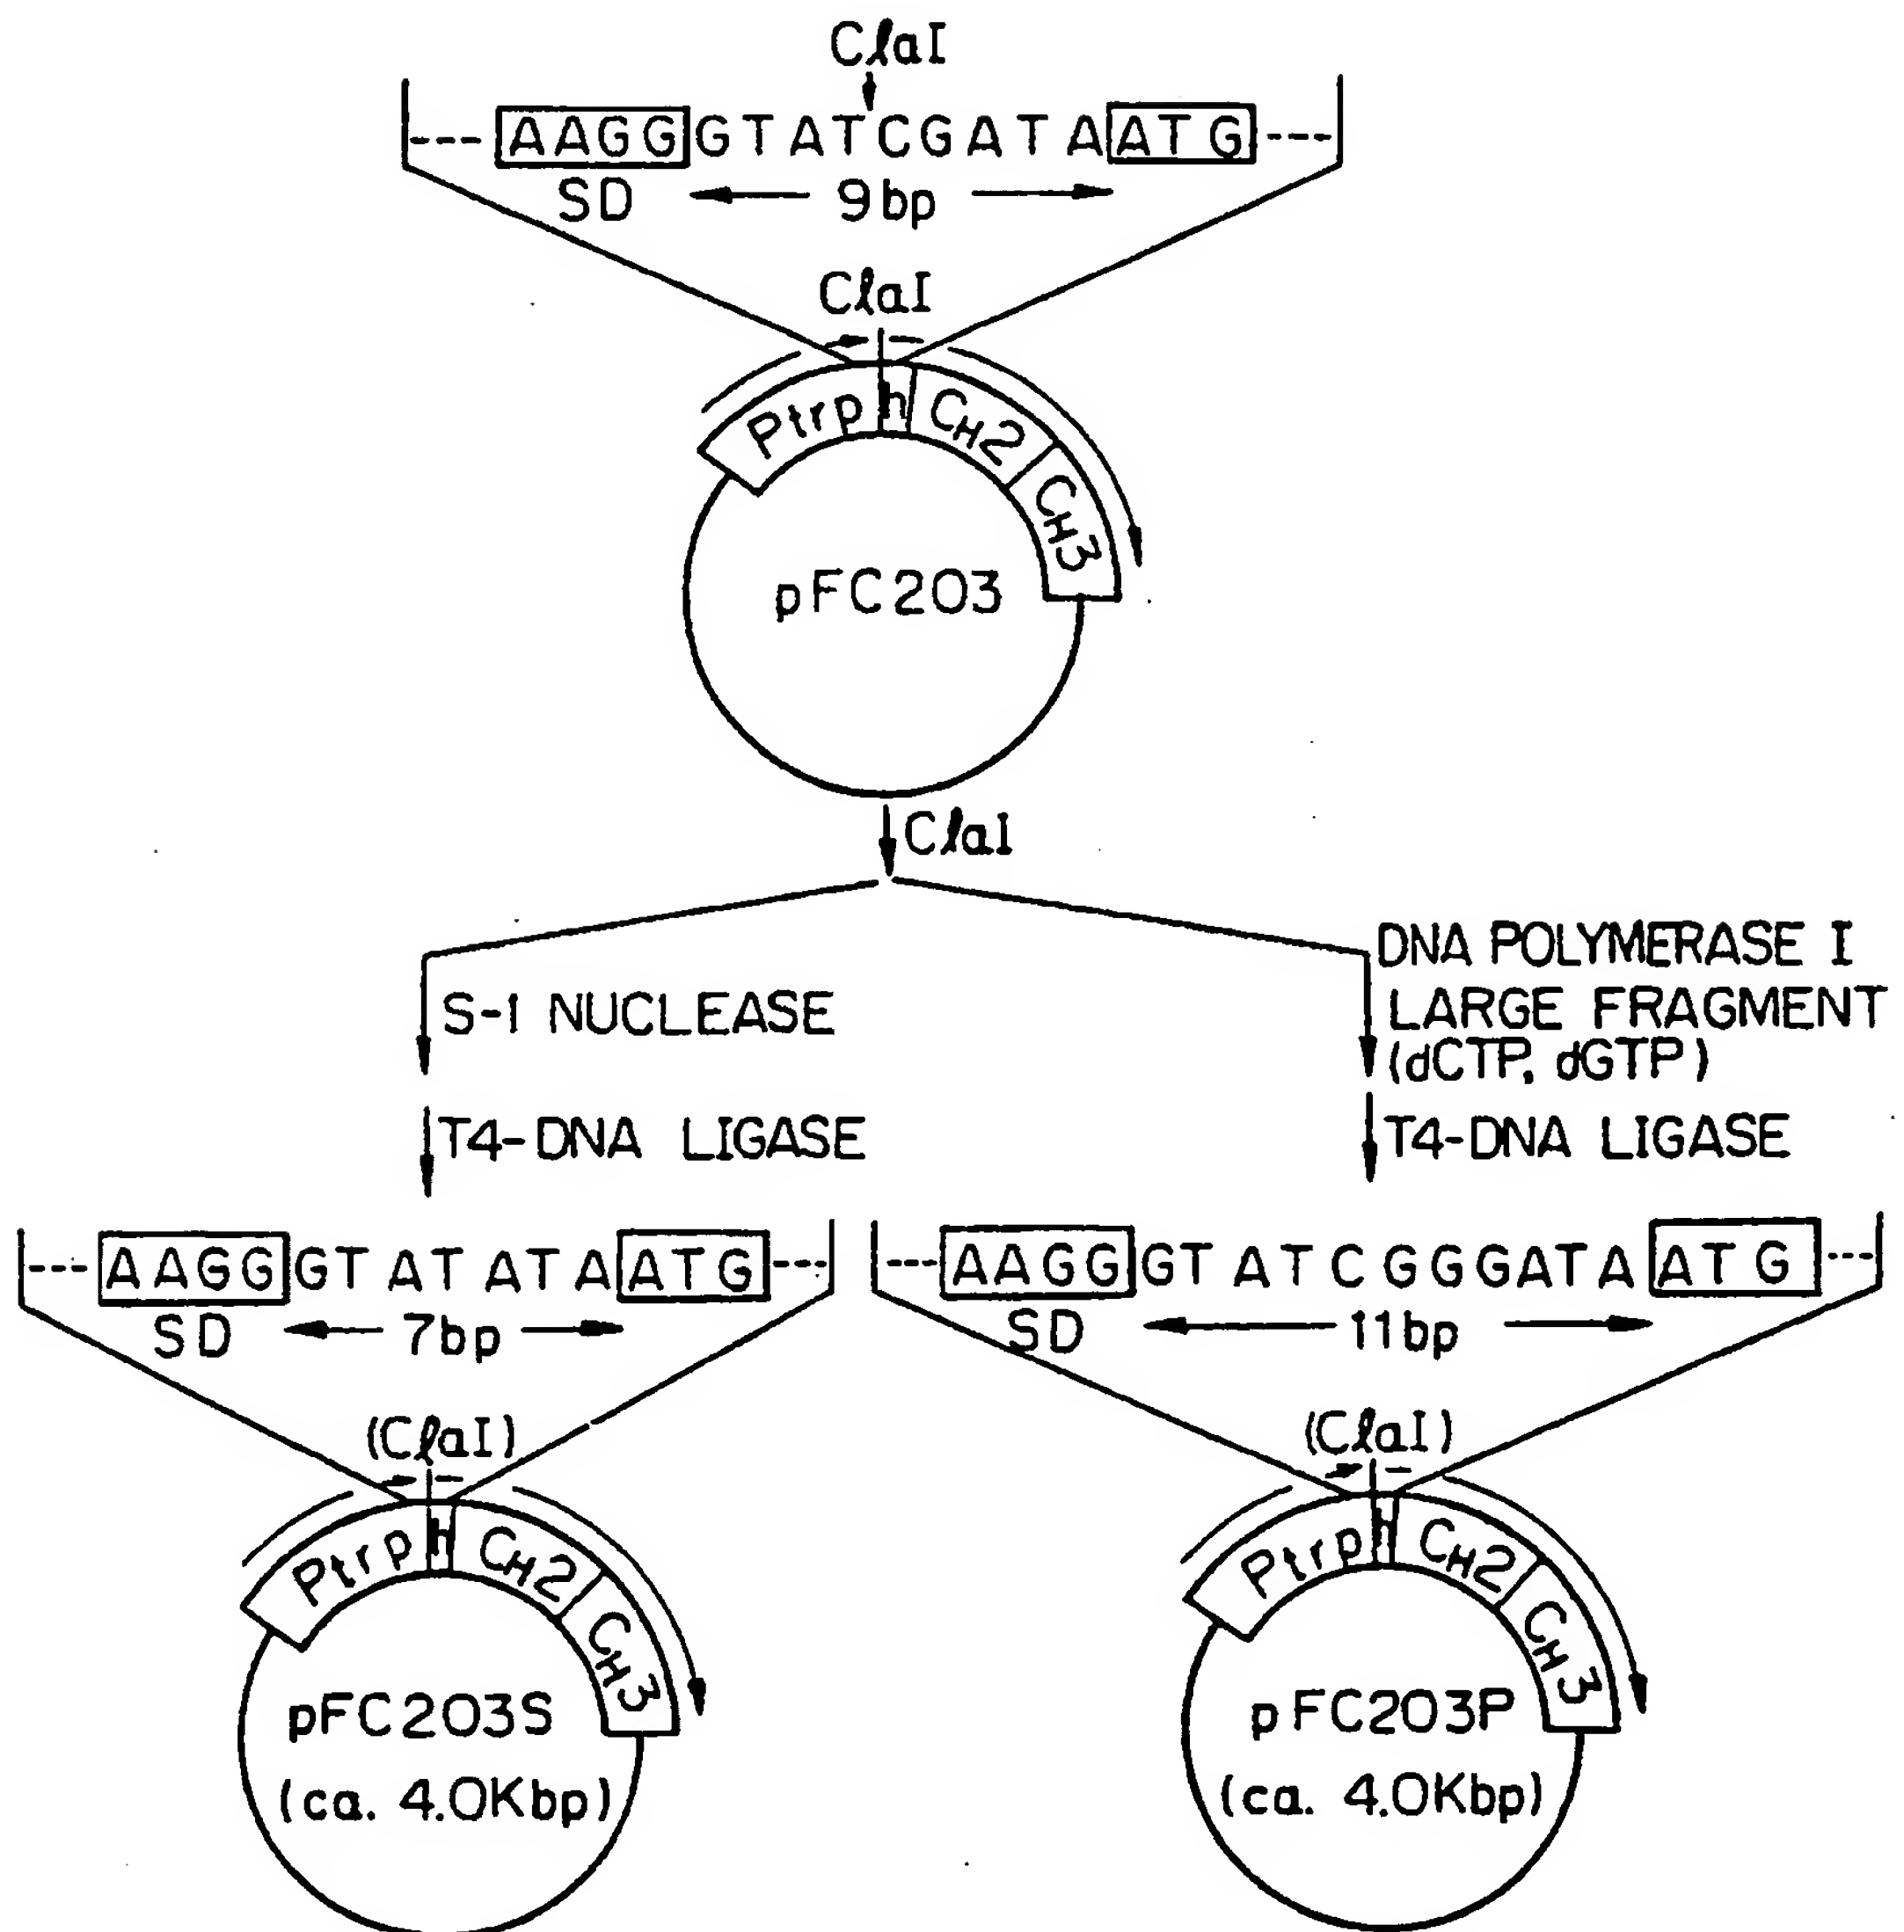 ClaI
--- AAGG GTATCGATA ATG ---
SD 9bp
ClaI
Ptrp h CH2 CH3
pFC203
ClaI
S-1 NUCLEASE
T4-DNA LIGASE
DNA POLYMERASE I
LARGE FRAGMENT
(dCTP, dGTP)
T4-DNA LIGASE
--- AAGG GTATATA ATG ---
SD 7bp
(ClaI)
Ptrp h CH2 CH3
pFC203S
(ca. 4.0Kbp)
--- AAGG GTATCGGGATA ATG ---
SD 11bp
(ClaI)
Ptrp h CH2 CH3
pFC203P
(ca. 4.0Kbp)